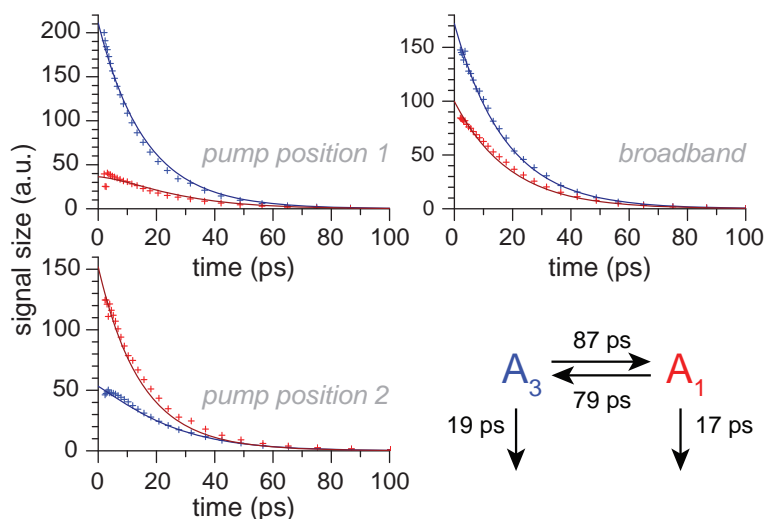 signal size (a.u.)
200
150
100
50
0
pump position 1
0 20 40 60 80 100
time (ps)
150
100
50
0
broadband
0 20 40 60 80 100
time (ps)
150
100
50
0
pump position 2
0 20 40 60 80 100
time (ps)
87 ps
A₃ A₁
79 ps
19 ps 17 ps